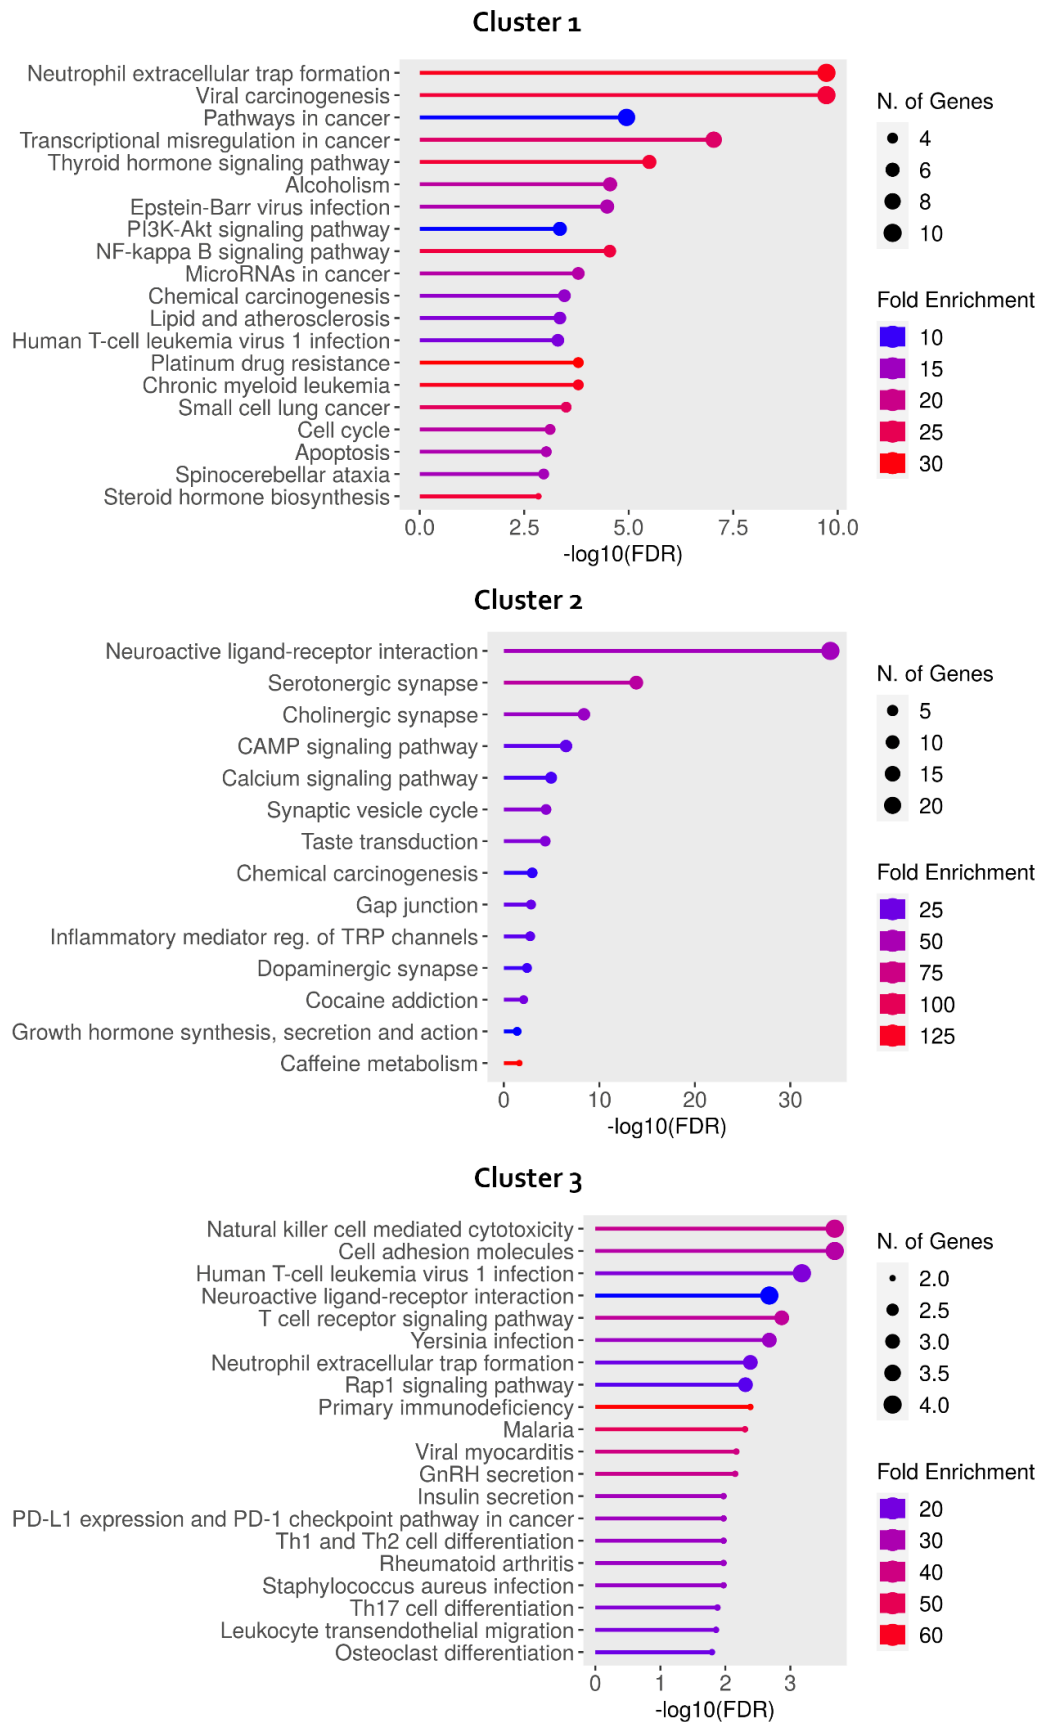 Cluster 1
Neutrophil extracellular trap formation
Viral carcinogenesis
Pathways in cancer
Transcriptional misregulation in cancer
Thyroid hormone signaling pathway
Alcoholism
Epstein-Barr virus infection
PI3K-Akt signaling pathway
NF-kappa B signaling pathway
MicroRNAs in cancer
Chemical carcinogenesis
Lipid and atherosclerosis
Human T-cell leukemia virus 1 infection
Platinum drug resistance
Chronic myeloid leukemia
Small cell lung cancer
Cell cycle
Apoptosis
Spinocerebellar ataxia
Steroid hormone biosynthesis
0.0 2.5 5.0 7.5 10.0
-log10(FDR)
N. of Genes
4
6
8
10
Fold Enrichment
10
15
20
25
30
Cluster 2
Neuroactive ligand-receptor interaction
Serotonergic synapse
Cholinergic synapse
CAMP signaling pathway
Calcium signaling pathway
Synaptic vesicle cycle
Taste transduction
Chemical carcinogenesis
Gap junction
Inflammatory mediator reg. of TRP channels
Dopaminergic synapse
Cocaine addiction
Growth hormone synthesis, secretion and action
Caffeine metabolism
0 10 20 30
-log10(FDR)
N. of Genes
5
10
15
20
Fold Enrichment
25
50
75
100
125
Cluster 3
Natural killer cell mediated cytotoxicity
Cell adhesion molecules
Human T-cell leukemia virus 1 infection
Neuroactive ligand-receptor interaction
T cell receptor signaling pathway
Yersinia infection
Neutrophil extracellular trap formation
Rap1 signaling pathway
Primary immunodeficiency
Malaria
Viral myocarditis
GnRH secretion
Insulin secretion
PD-L1 expression and PD-1 checkpoint pathway in cancer
Th1 and Th2 cell differentiation
Rheumatoid arthritis
Staphylococcus aureus infection
Th17 cell differentiation
Leukocyte transendothelial migration
Osteoclast differentiation
0 1 2 3
-log10(FDR)
N. of Genes
2.0
2.5
3.0
3.5
4.0
Fold Enrichment
20
30
40
50
60